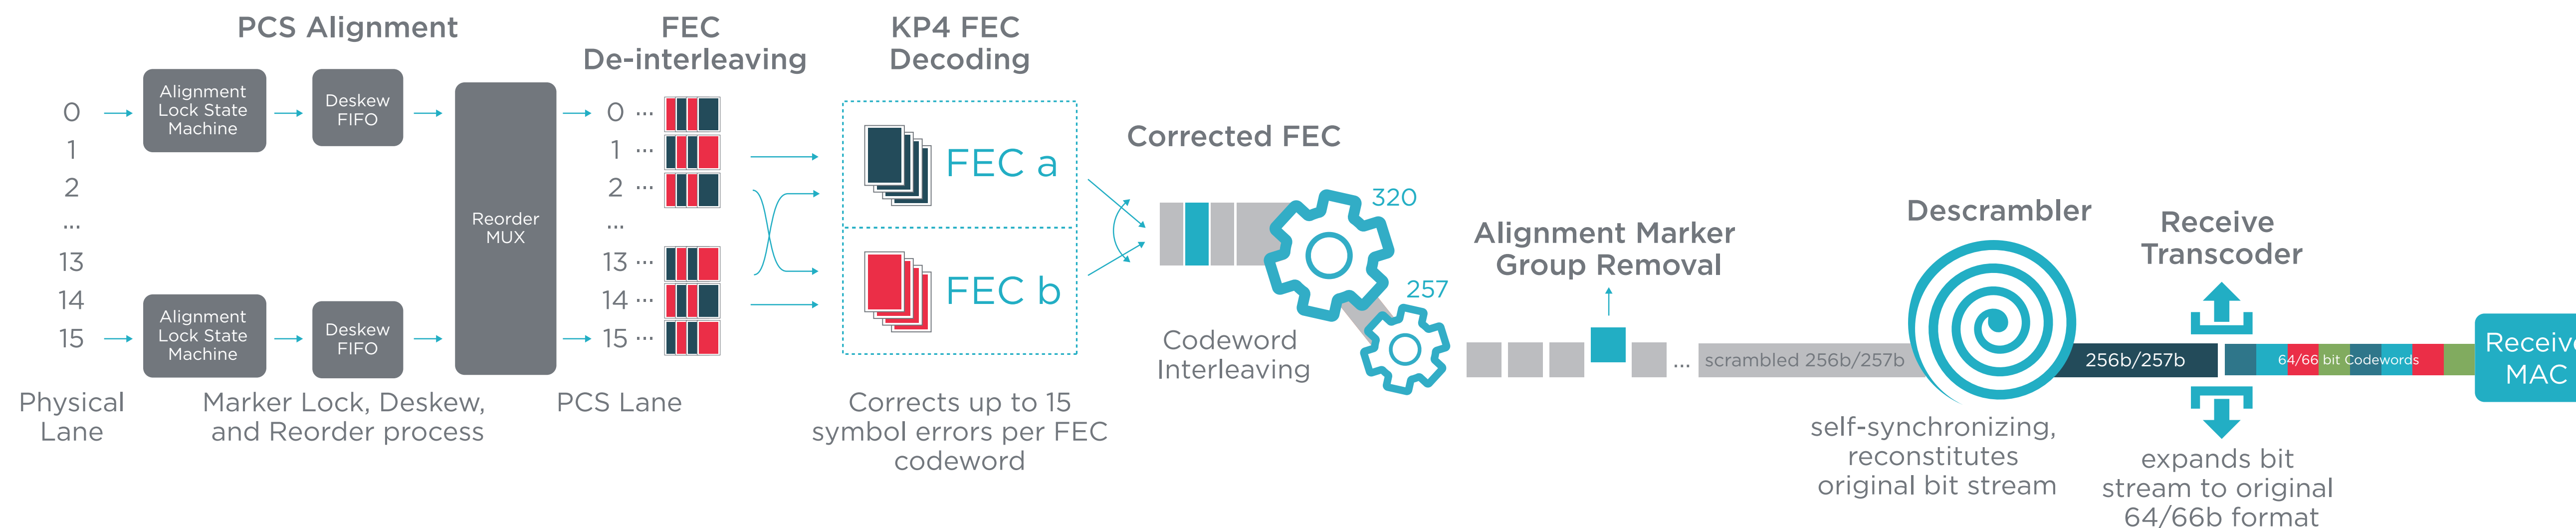 PCS Alignment
0
1
2
...
13
14
15
Physical
Lane
Alignment
Lock State
Machine
Deskew
FIFO
Alignment
Lock State
Machine
Deskew
FIFO
Reorder
MUX
Marker Lock, Deskew,
and Reorder process
FEC
De-interleaving
0 ...
1 ...
2 ...
...
13 ...
14 ...
15 ...
PCS Lane
KP4 FEC
Decoding
FEC a
FEC b
Corrects up to 15
symbol errors per FEC
codeword
Corrected FEC
320
257
Codeword
Interleaving
Alignment Marker
Group Removal
...
scrambled 256b/257b
Descrambler
self-synchronizing,
reconstitutes
original bit stream
256b/257b
Receive
Transcoder
expands bit
stream to original
64/66b format
64/66 bit Codewords
Receive
MAC